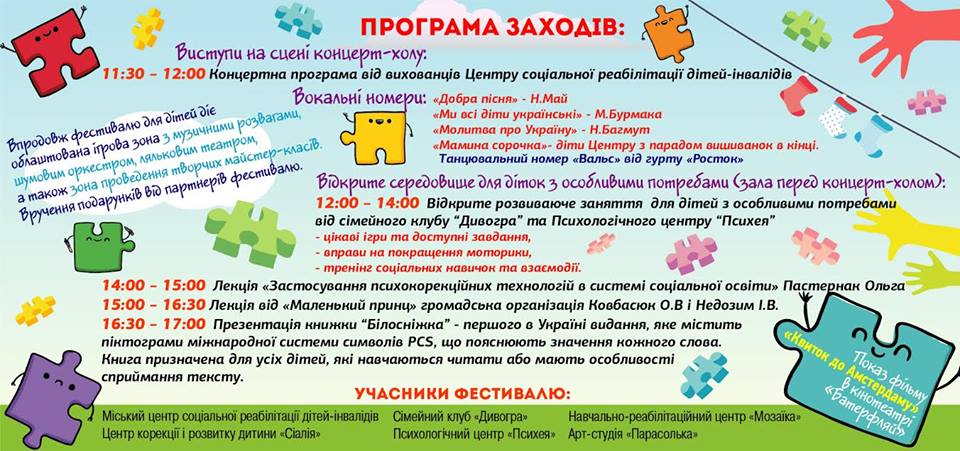 ПРОГРАМА ЗАХОДІВ:
Виступи на сцені концерт-холу:
11:30 – 12:00 Концертна програма від вихованців Центру соціальної реабілітації дітей-інвалідів
Вокальні номери:
«Добра пісня» - Н.Май
«Ми всі діти українські» - М.Бурмака
«Молитва про Україну» - Н.Багмут
«Мамина сорочка»- діти Центру з парадом вишиванок в кінці.
Танцювальний номер «Вальс» від гурту «Росток»
Впродовж фестивалю для дітей діє
облаштована ігрова зона з музичними розвагами,
шумовим оркестром, ляльковим театром,
а також зона проведення творчих майстер-класів.
Вручення подарунків від партнерів фестивалю.
Відкрите середовище для діток з особливими потребами (зала перед концерт-холом):
12:00 – 14:00 Відкрите розвиваюче заняття для дітей з особливими потребами
від сімейного клубу “Дивогра” та Психологічного центру “Психея”
- цікаві ігри та доступні завдання,
- вправи на покращення моторики,
- тренінг соціальних навичок та взаємодії.
14:00 – 15:00 Лекція «Застосування психокорекційних технологій в системі соціальної освіти» Пастернак Ольга
15:00 – 16:30 Лекція від «Маленький принц» громадська організація Ковбасюк О.В і Недозим І.В.
16:30 – 17:00 Презентація книжки “Білосніжка” - першого в Україні видання, яке містить
піктограми міжнародної системи символів PCS, що пояснюють значення кожного слова.
Книга призначена для усіх дітей, які навчаються читати або мають особливості
сприймання тексту.
Показ фільму
«Квиток до Амстердаму»
в кінотеатрі
«Батерфляй»
УЧАСНИКИ ФЕСТИВАЛЮ:
Міський центр соціальної реабілітації дітей-інвалідів
Центр корекції і розвитку дитини «Сіалія»
Сімейний клуб «Дивогра»
Психологічний центр «Психея»
Навчально-реабілітаційний центр «Мозаїка»
Арт-студія «Парасолька»